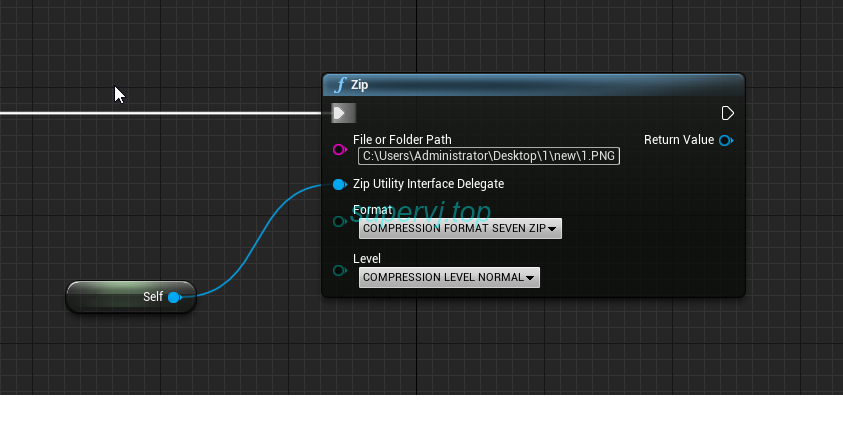 Zip
File or Folder Path
C:\Users\Administrator\Desktop\1\new\1.PNG
Return Value
Zip Utility Interface Delegate
Format
supervj.top
COMPRESSION FORMAT SEVEN ZIP
Level
COMPRESSION LEVEL NORMAL
Self